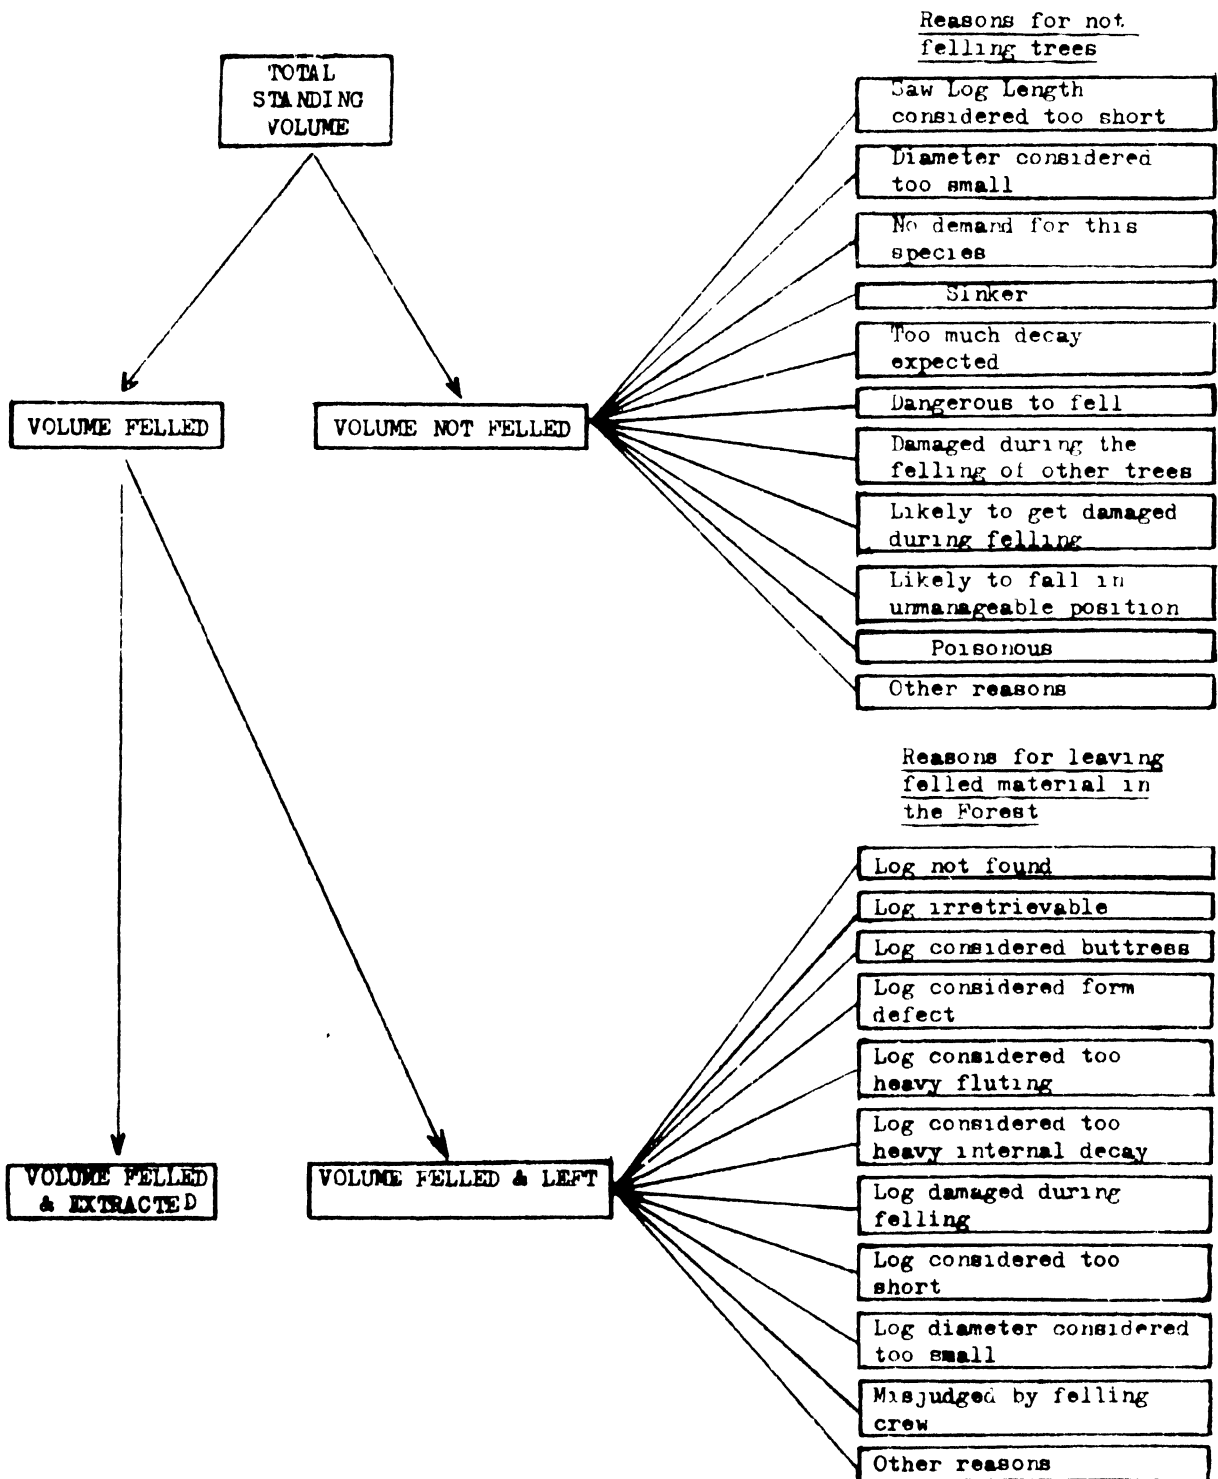 Reasons for not
felling trees
TOTAL
STANDING
VOLUME
Saw Log Length
considered too short
Diameter considered
too small
No demand for this
species
Sinker
Too much decay
expected
Dangerous to fell
VOLUME FELLED
VOLUME NOT FELLED
Damaged during the
felling of other trees
Likely to get damaged
during felling
Likely to fall in
unmanageable position
Poisonous
Other reasons
Reasons for leaving
felled material in
the Forest
Log not found
Log irretrievable
Log considered buttress
Log considered form
defect
Log considered too
heavy fluting
Log considered too
heavy internal decay
VOLUME FELLED
& EXTRACTED
VOLUME FELLED & LEFT
Log damaged during
felling
Log considered too
short
Log diameter considered
too small
Misjudged by felling
crew
Other reasons